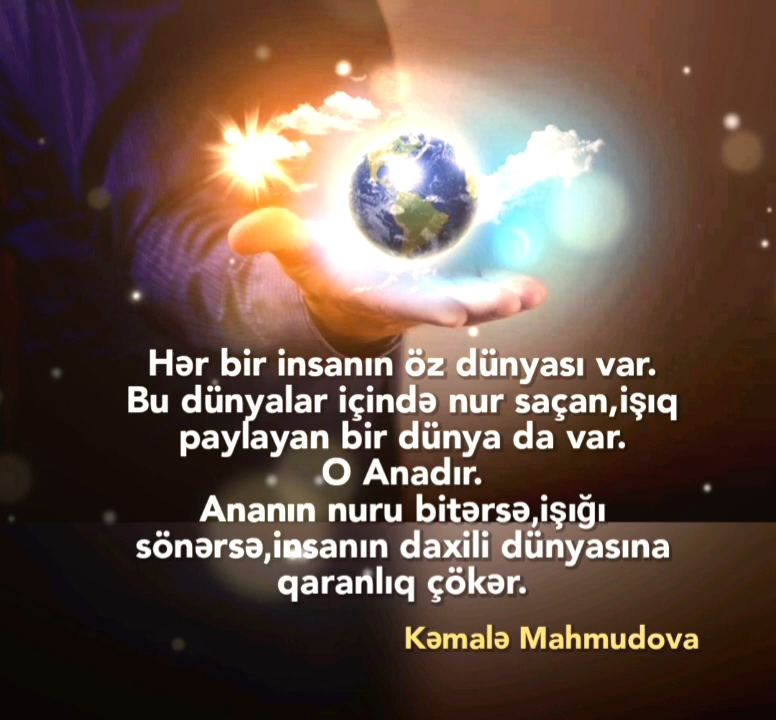 Hər bir insanın öz dünyası var.
Bu dünyalar içində nur saçan,işıq
paylayan bir dünya da var.
O Anadır.
Ananın nuru bitərsə,işığı
sönərsə,insanın daxili dünyasına
qaranlıq çökər.
Kəmalə Mahmudova